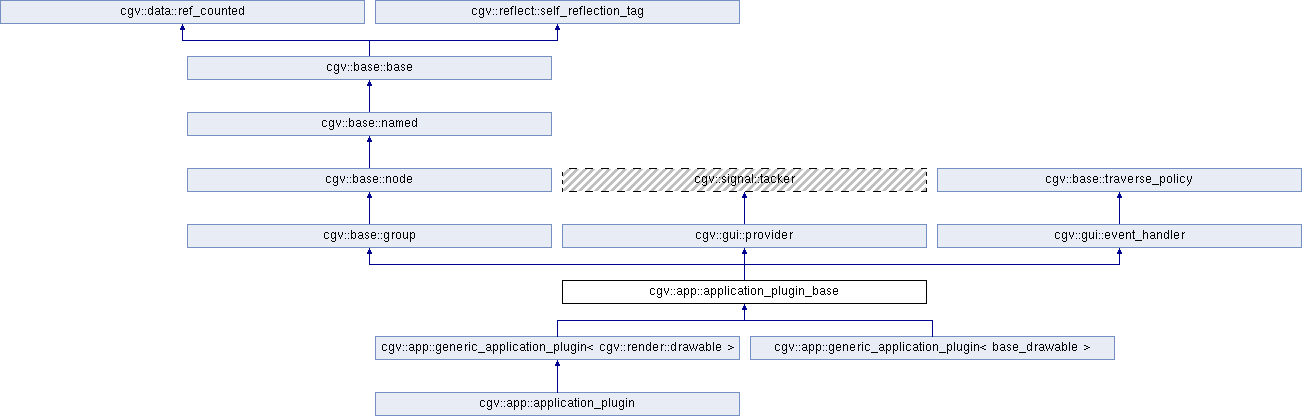 cgv::data::ref_counted
cgv::reflect::self_reflection_tag
cgv::base::base
cgv::base::named
cgv::base::node
cgv::signal::tacker
cgv::base::traverse_policy
cgv::base::group
cgv::gui::provider
cgv::gui::event_handler
cgv::app::application_plugin_base
cgv::app::generic_application_plugin< cgv::render::drawable >
cgv::app::generic_application_plugin< base_drawable >
cgv::app::application_plugin